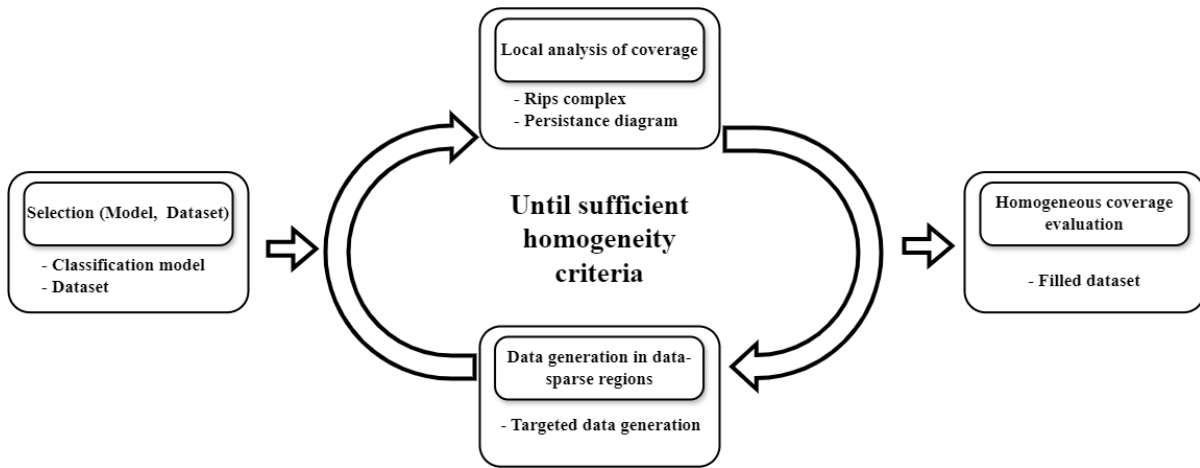 Local analysis of coverage
- Rips complex
- Persistance diagram
Selection (Model, Dataset)
- Classification model
- Dataset
Until sufficient
homogeneity
criteria
Homogeneous coverage
evaluation
- Filled dataset
Data generation in data-
sparse regions
- Targeted data generation